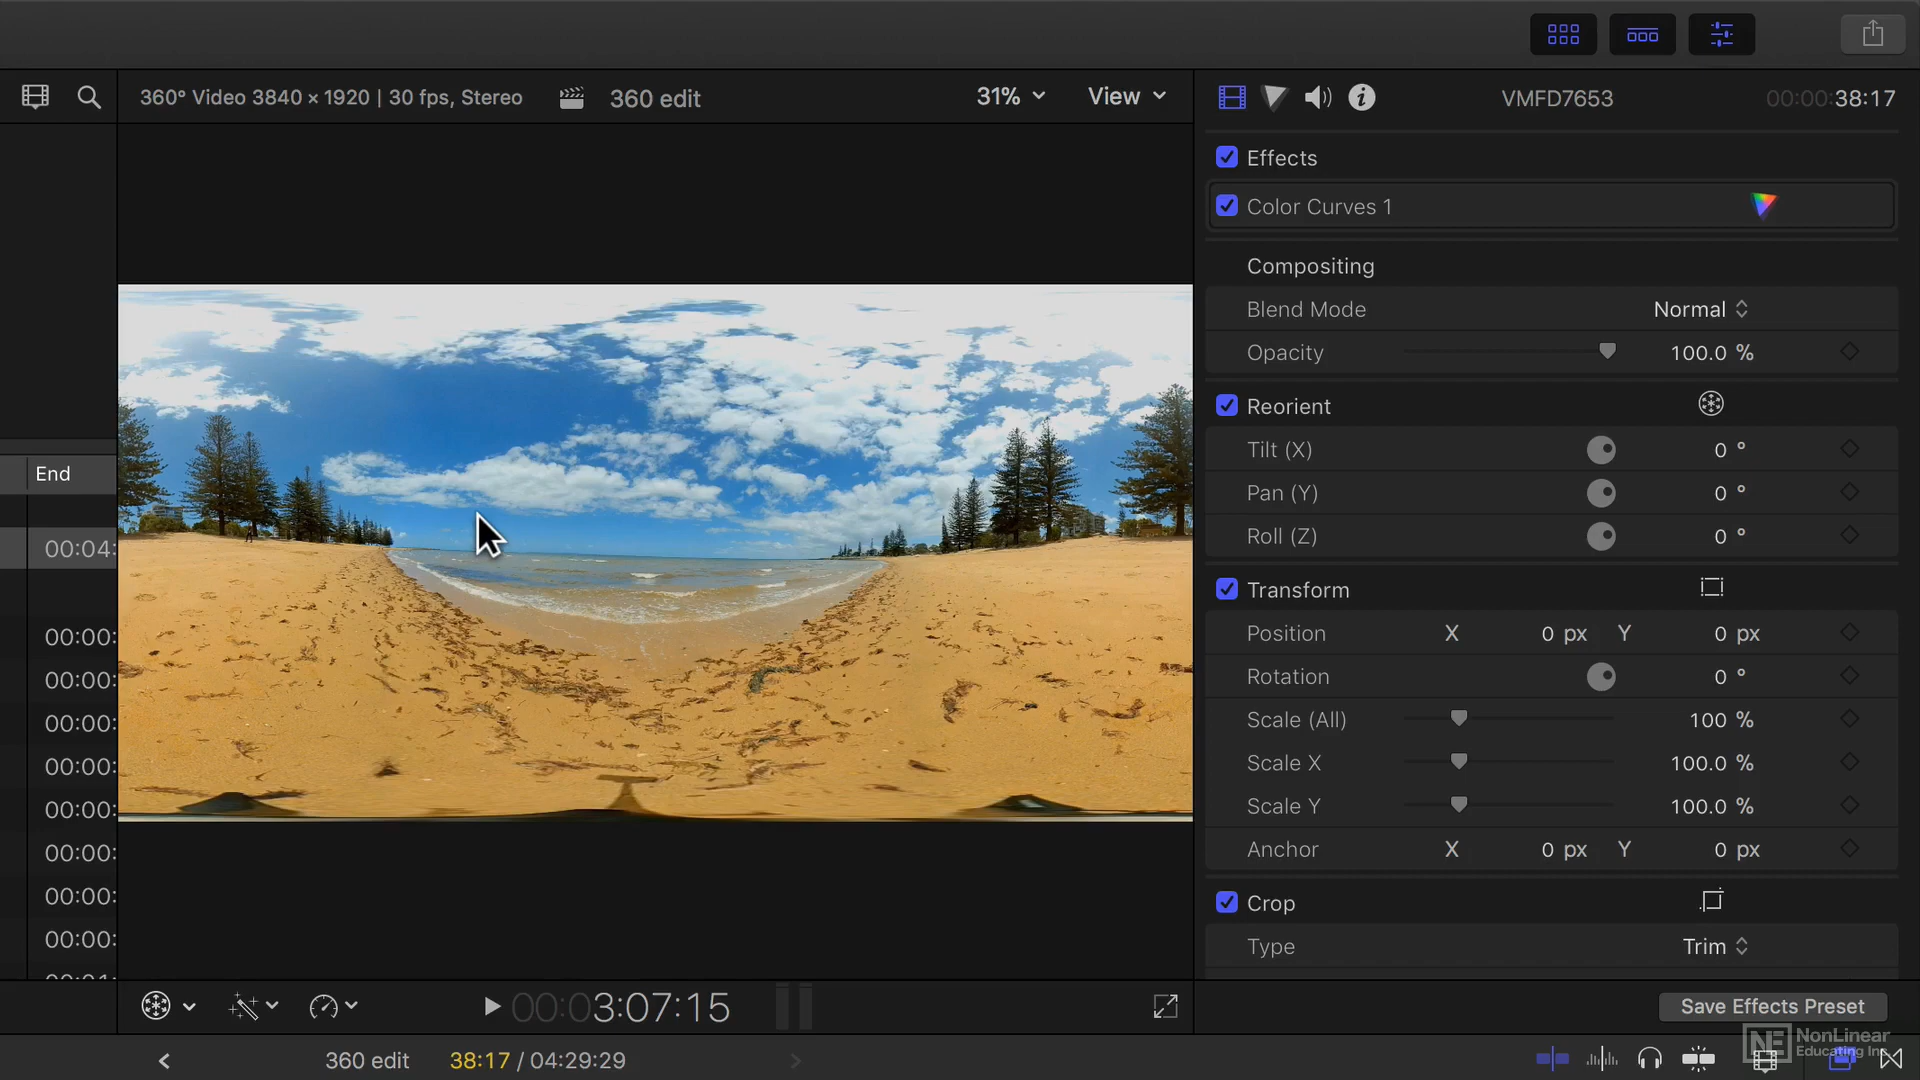 360° Video 3840 × 1920 | 30 fps, Stereo
360 edit
31%
View
VMFD7653
00:00:38:17
Effects
Color Curves 1
Compositing
Blend Mode Normal
Opacity 100.0 %
Reorient
Tilt (X) 0 °
Pan (Y) 0 °
Roll (Z) 0 °
Transform
Position X 0 px Y 0 px
Rotation 0 °
Scale (All) 100 %
Scale X 100.0 %
Scale Y 100.0 %
Anchor X 0 px Y 0 px
Crop
Type Trim
End
00:04:
00:00:
00:00:
00:00:
00:00:
00:00:
00:00:
00:00:
00:00:
00:03:07:15
Save Effects Preset
360 edit
38:17 / 04:29:29
NonLinear
Educating Inc.